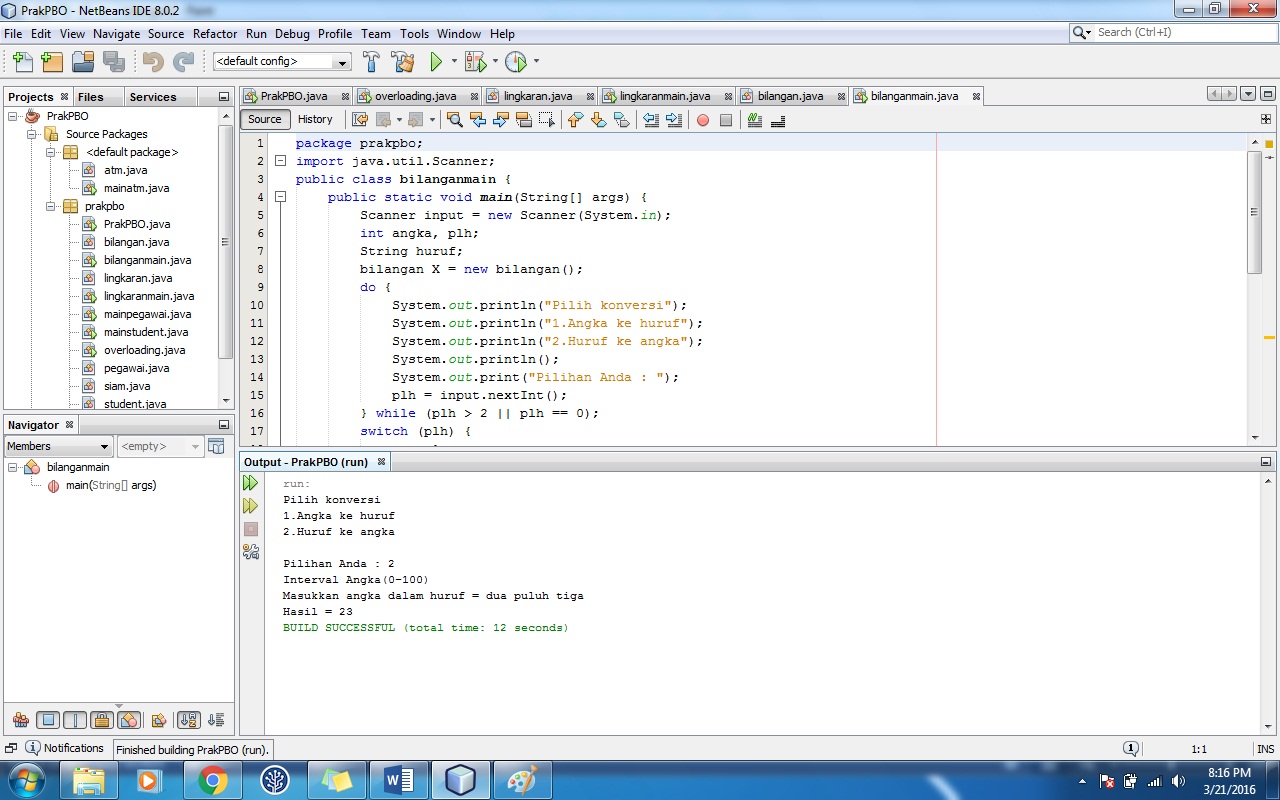 PrakPBO - NetBeans IDE 8.0.2
File Edit View Navigate Source Refactor Run Debug Profile Team Tools Window Help
Search (Ctrl+I)
<default config>
Projects Files Services
PrakPBO
Source Packages
<default package>
atm.java
mainatm.java
prakpbo
PrakPBO.java
bilangan.java
bilanganmain.java
lingkaran.java
lingkaranmain.java
mainpegawai.java
mainstudent.java
overloading.java
pegawai.java
siam.java
student.java
Navigator
Members <empty>
bilanganmain
main(String[] args)
PrakPBO.java overloading.java lingkaran.java lingkaranmain.java bilangan.java bilanganmain.java
Source History
1 package prakpbo;
2 import java.util.Scanner;
3 public class bilanganmain {
4 public static void main(String[] args) {
5 Scanner input = new Scanner(System.in);
6 int angka, plh;
7 String huruf;
8 bilangan X = new bilangan();
9 do {
10 System.out.println("Pilih konversi");
11 System.out.println("1.Angka ke huruf");
12 System.out.println("2.Huruf ke angka");
13 System.out.println();
14 System.out.print("Pilihan Anda : ");
15 plh = input.nextInt();
16 } while (plh > 2 || plh == 0);
17 switch (plh) {
Output - PrakPBO (run)
run:
Pilih konversi
1.Angka ke huruf
2.Huruf ke angka
Pilihan Anda : 2
Interval Angka(0-100)
Masukkan angka dalam huruf = dua puluh tiga
Hasil = 23
BUILD SUCCESSFUL (total time: 12 seconds)
Notifications Finished building PrakPBO (run). 1 1:1 INS
8:16 PM
3/21/2016